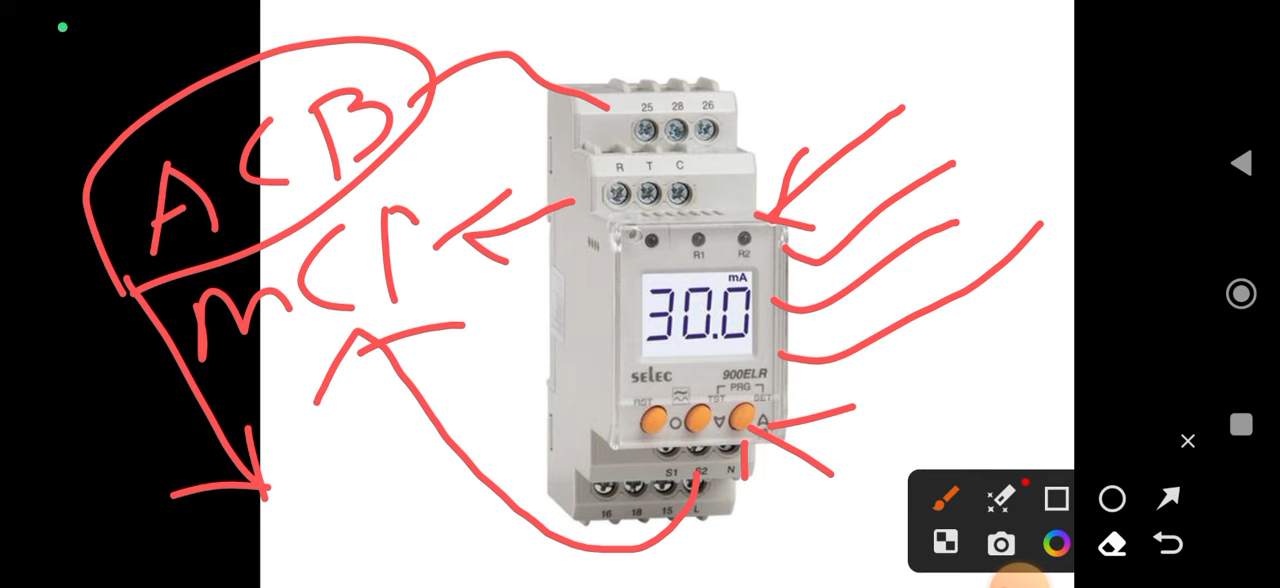 25 28 26
ACB
R T C
R1 R2
mA
30.0
SELEC 900ELR
PRG
RST TST SET
S1 S2 N
16 18 15 L